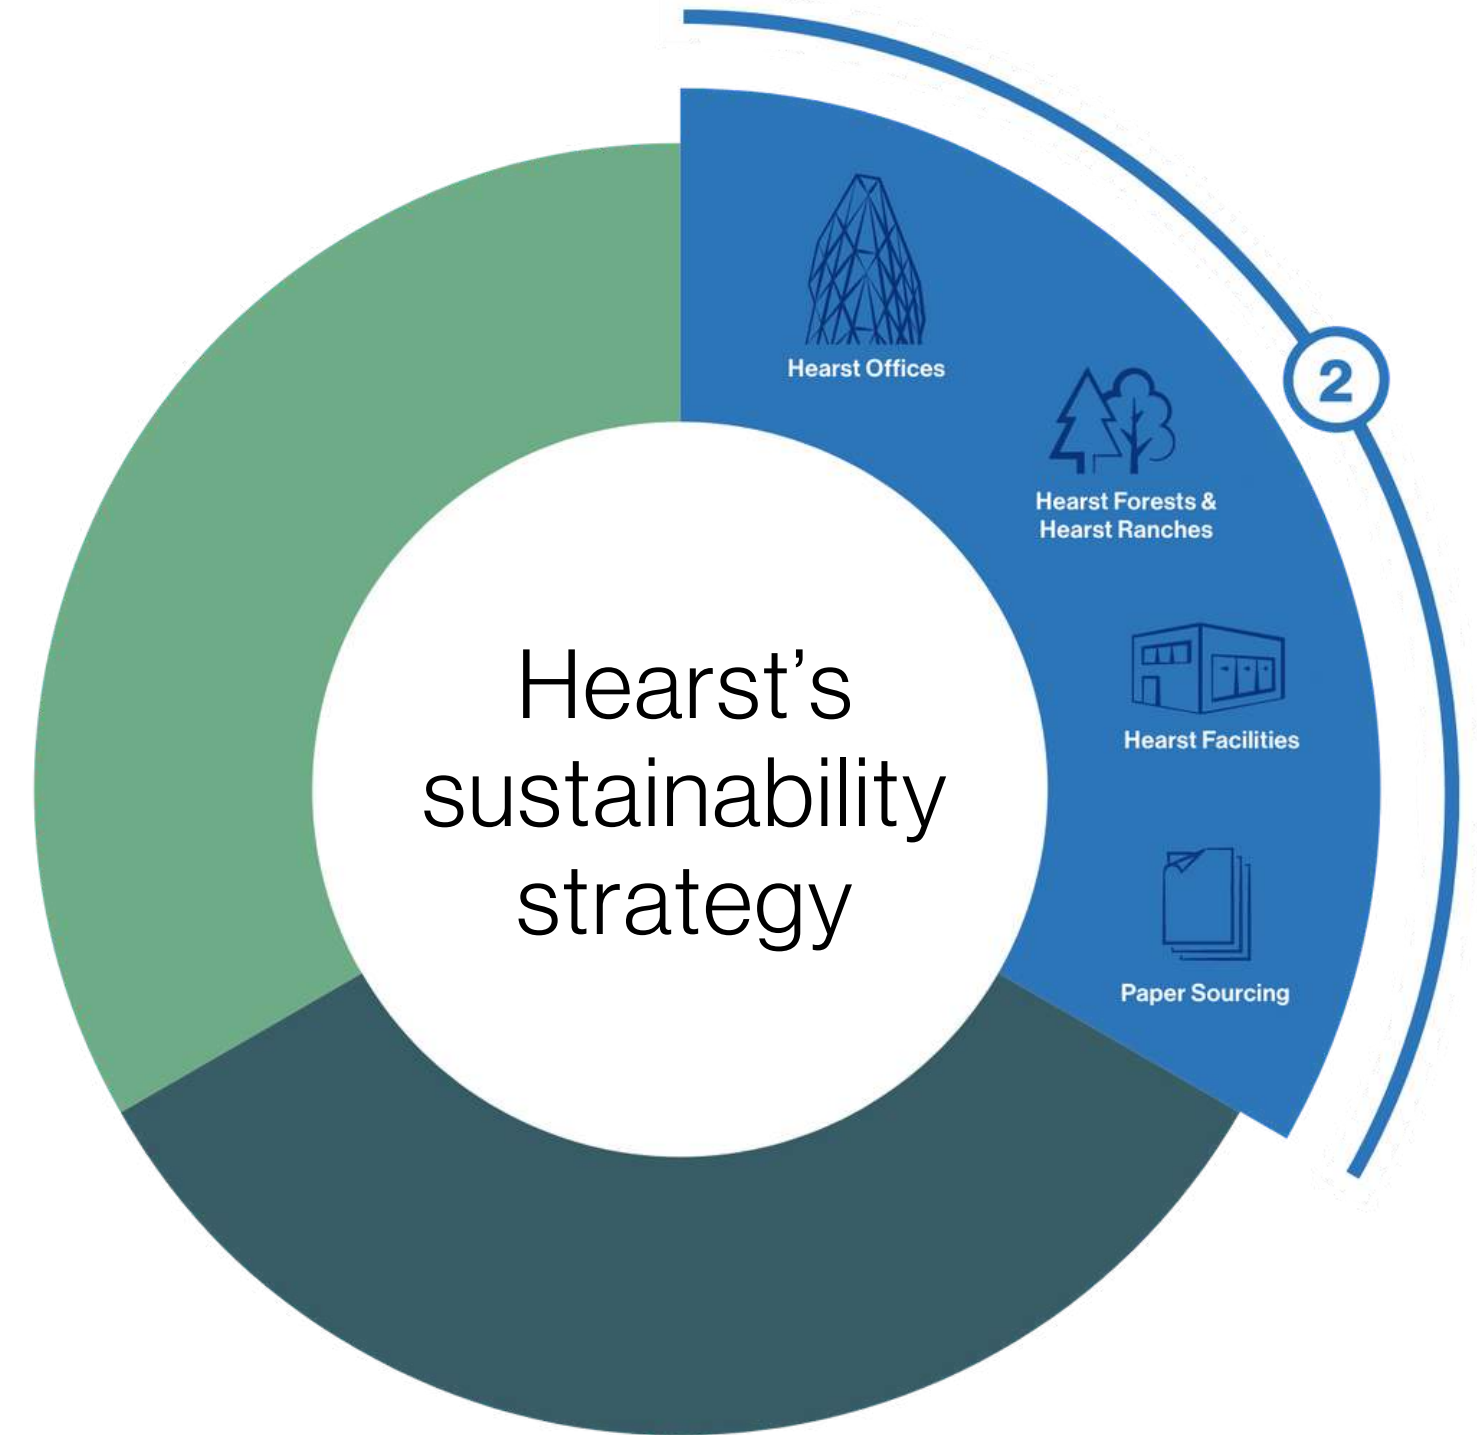 Hearst Offices
2
Hearst Forests &
Hearst Ranches
Hearst Facilities
Hearst’s
sustainability
strategy
Paper Sourcing